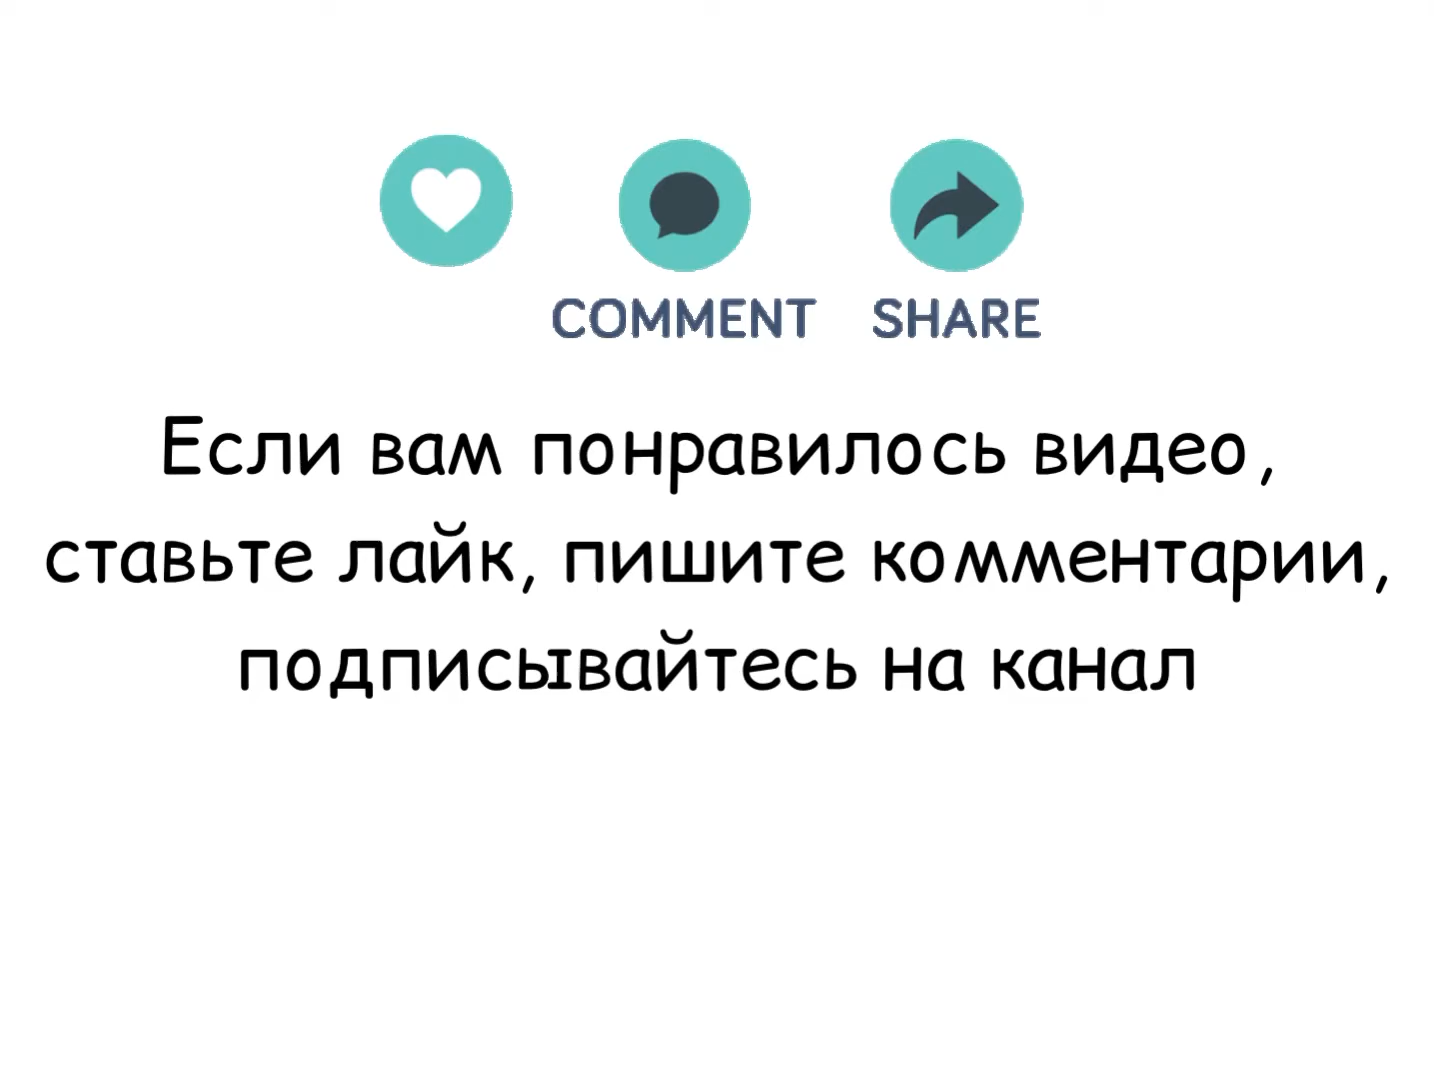 COMMENT SHARE
Если вам понравилось видео,
ставьте лайк, пишите комментарии,
подписывайтесь на канал